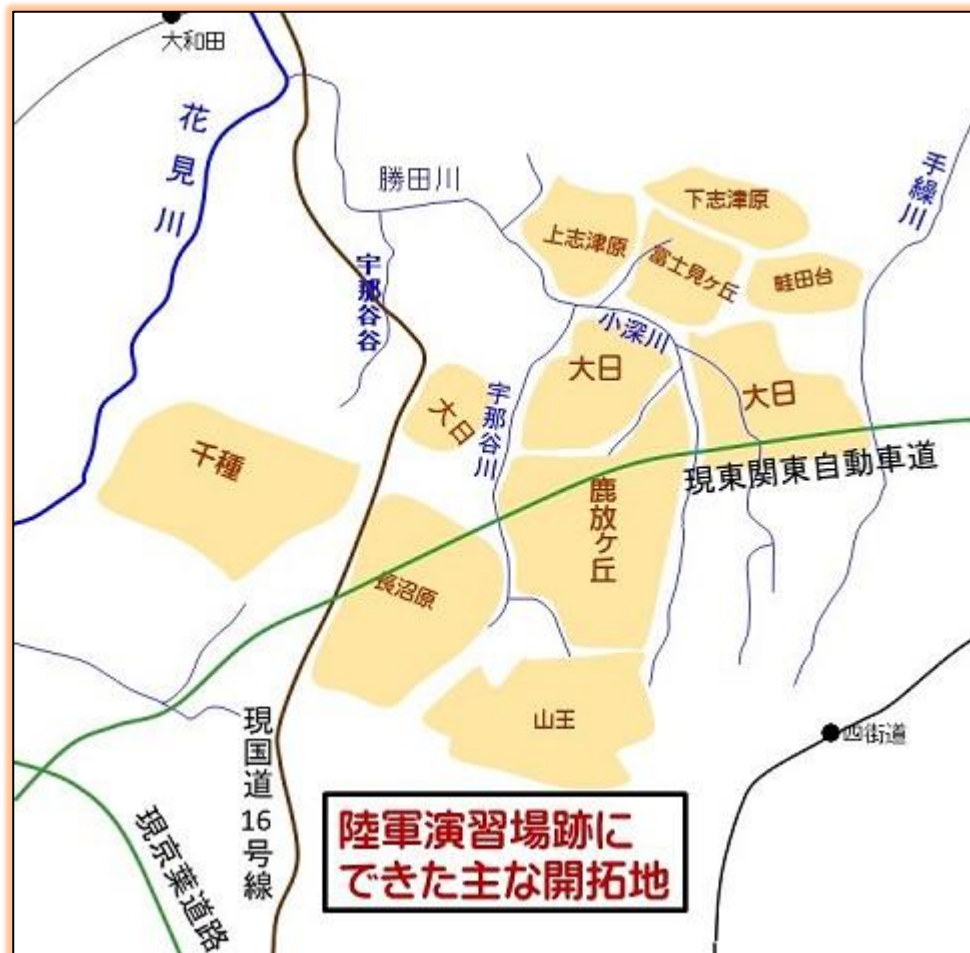 大和田
花見川
勝田川
下志津原
手繰川
上志津原
富士見ヶ丘
畦田台
宇那谷谷
小深川
大日
大日
大日
宇那谷川
千種
現東関東自動車道
鹿放ヶ丘
長沼原
山王
四街道
現国道16号線
現京葉道路
陸軍演習場跡に
できた主な開拓地